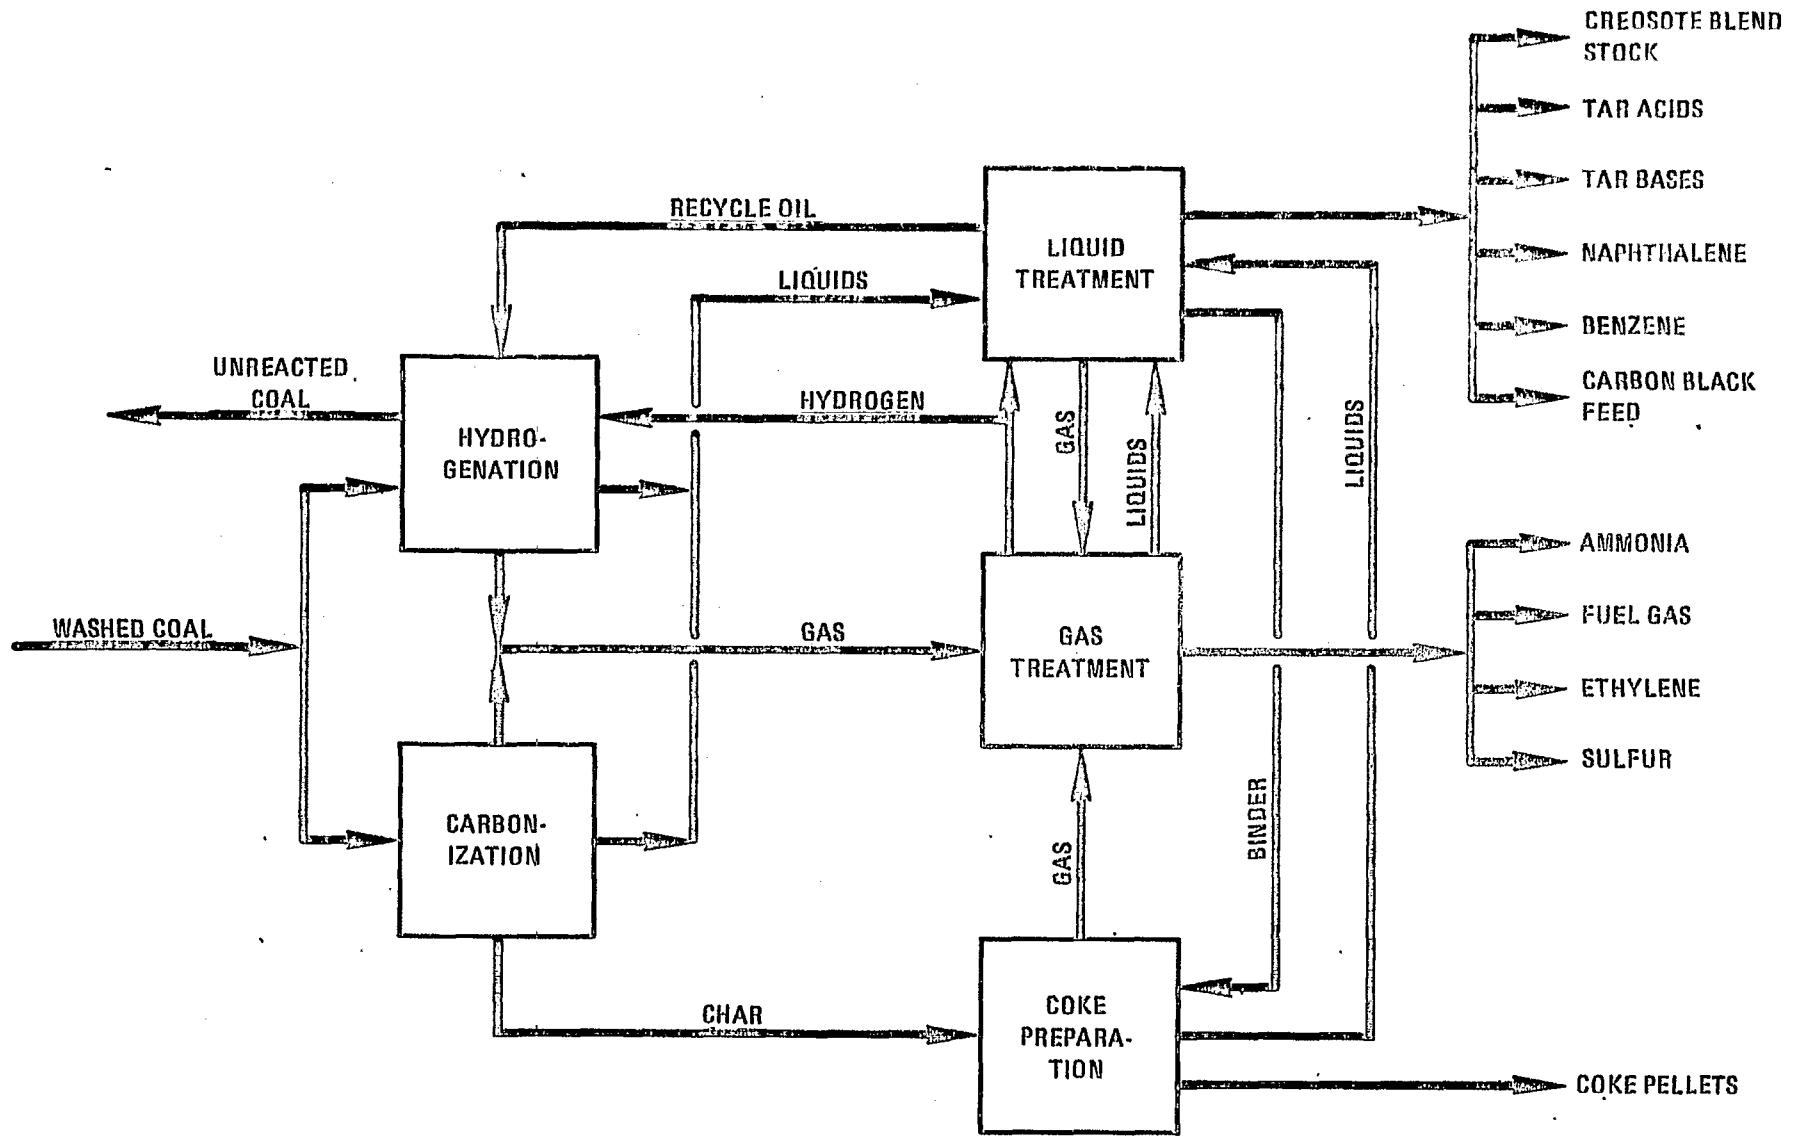 CREOSOTE BLEND
STOCK
TAR ACIDS
TAR BASES
NAPHTHALENE
BENZENE
CARBON BLACK
FEED
RECYCLE OIL
LIQUID
TREATMENT
LIQUIDS
UNREACTED
COAL
HYDROGEN
HYDRO-
GENATION
GAS
LIQUIDS
LIQUIDS
AMMONIA
FUEL GAS
ETHYLENE
SULFUR
WASHED COAL
GAS
GAS
TREATMENT
CARBON-
IZATION
GAS
BINDER
CHAR
COKE
PREPARA-
TION
COKE PELLETS